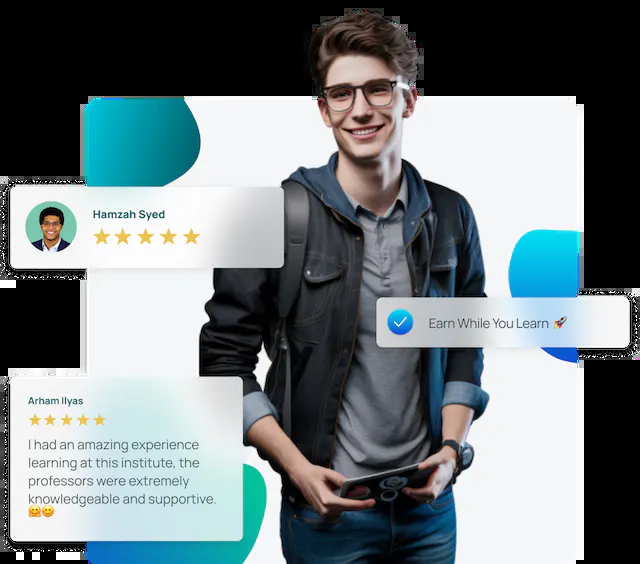 Hamzah Syed
Earn While You Learn 🚀
Arham Ilyas
I had an amazing experience
learning at this institute, the
professors were extremely
knowledgeable and supportive.
🤗😊